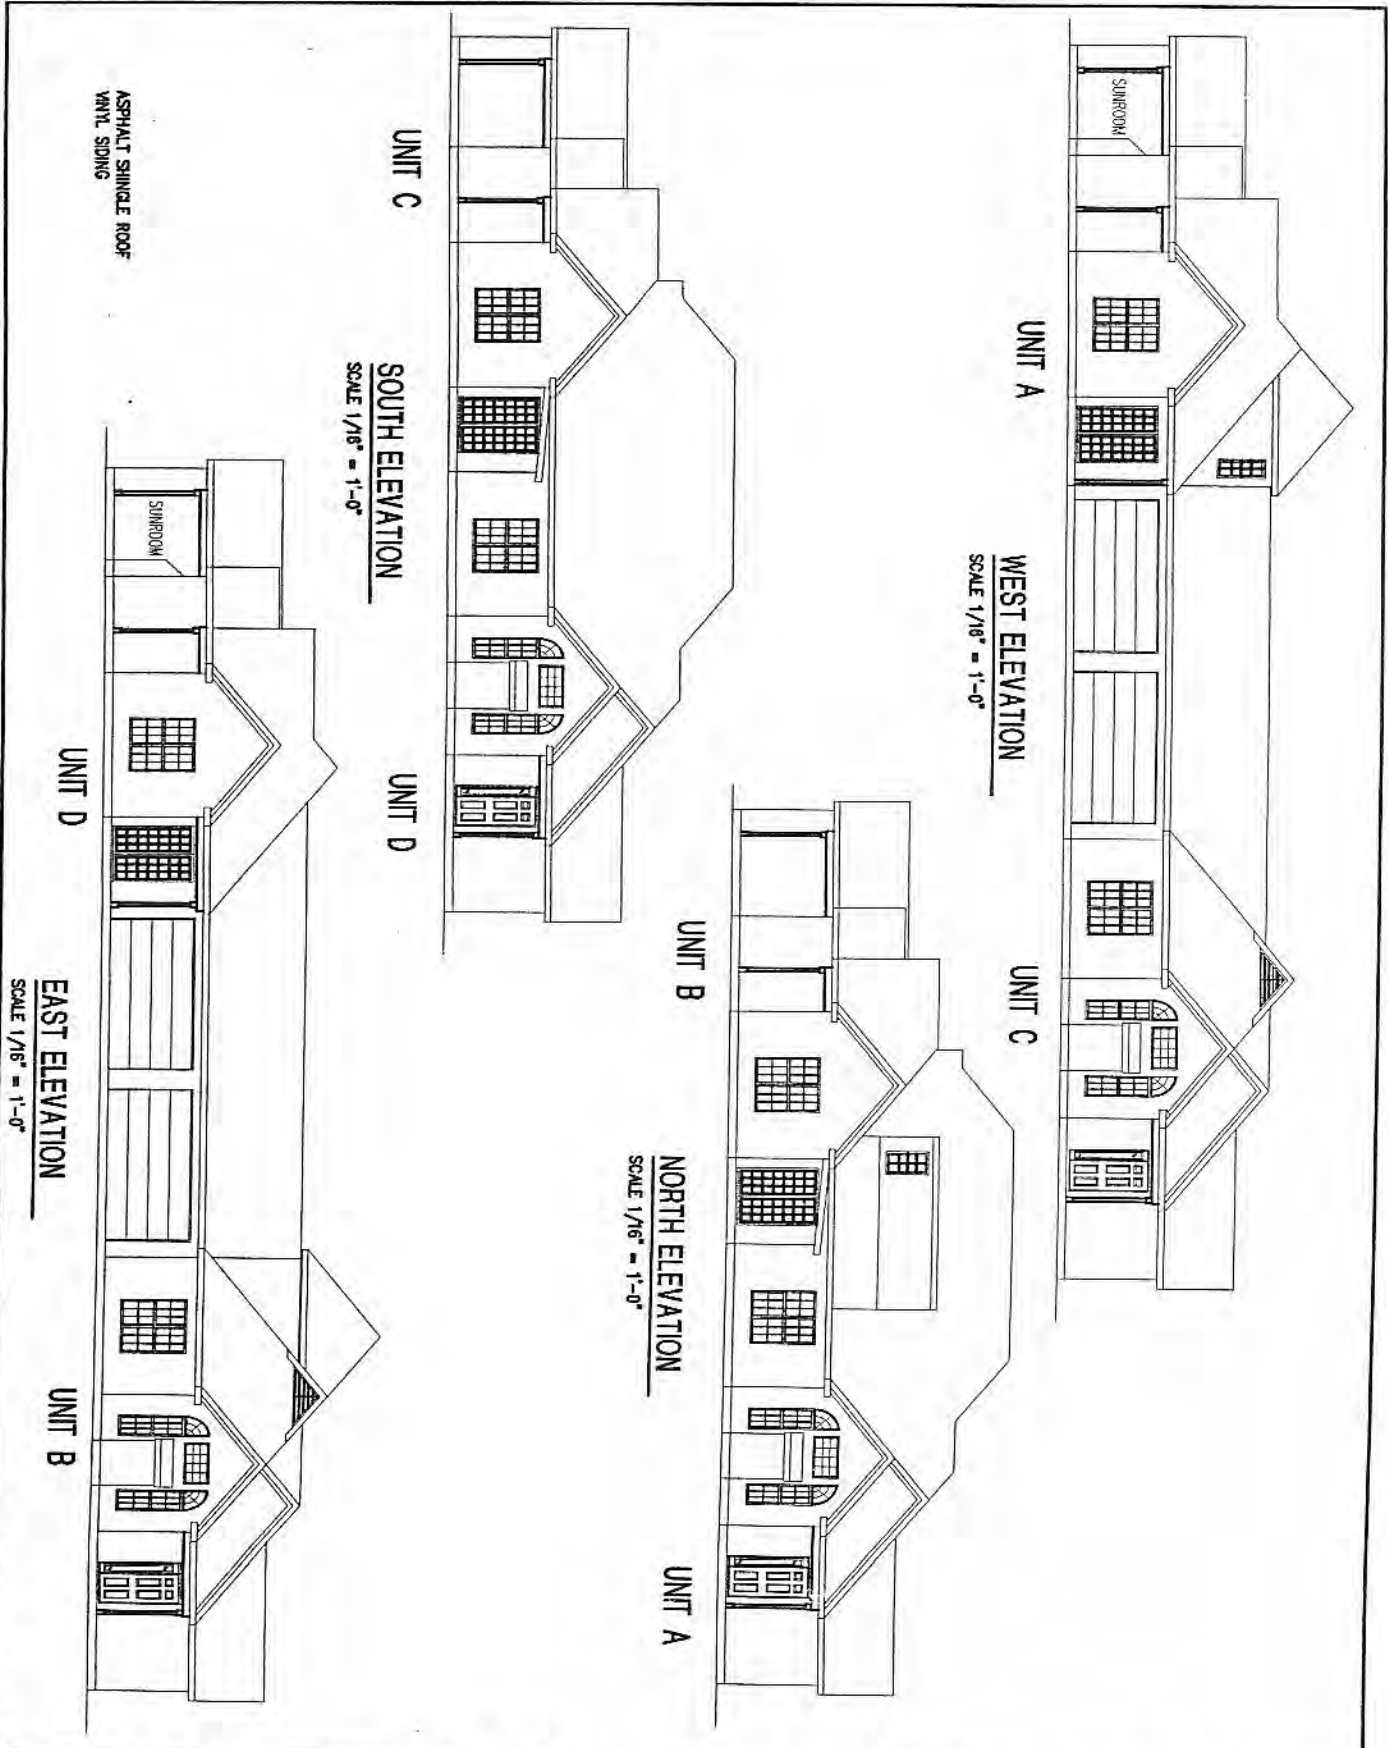 SUNROOM
UNIT A
UNIT C
WEST ELEVATION
SCALE 1/16" = 1'-0"
UNIT B
UNIT A
NORTH ELEVATION
SCALE 1/16" = 1'-0"
UNIT C
UNIT D
SOUTH ELEVATION
SCALE 1/16" = 1'-0"
SUNROOM
UNIT D
UNIT B
EAST ELEVATION
SCALE 1/16" = 1'-0"
ASPHALT SHINGLE ROOF
VINYL SIDING